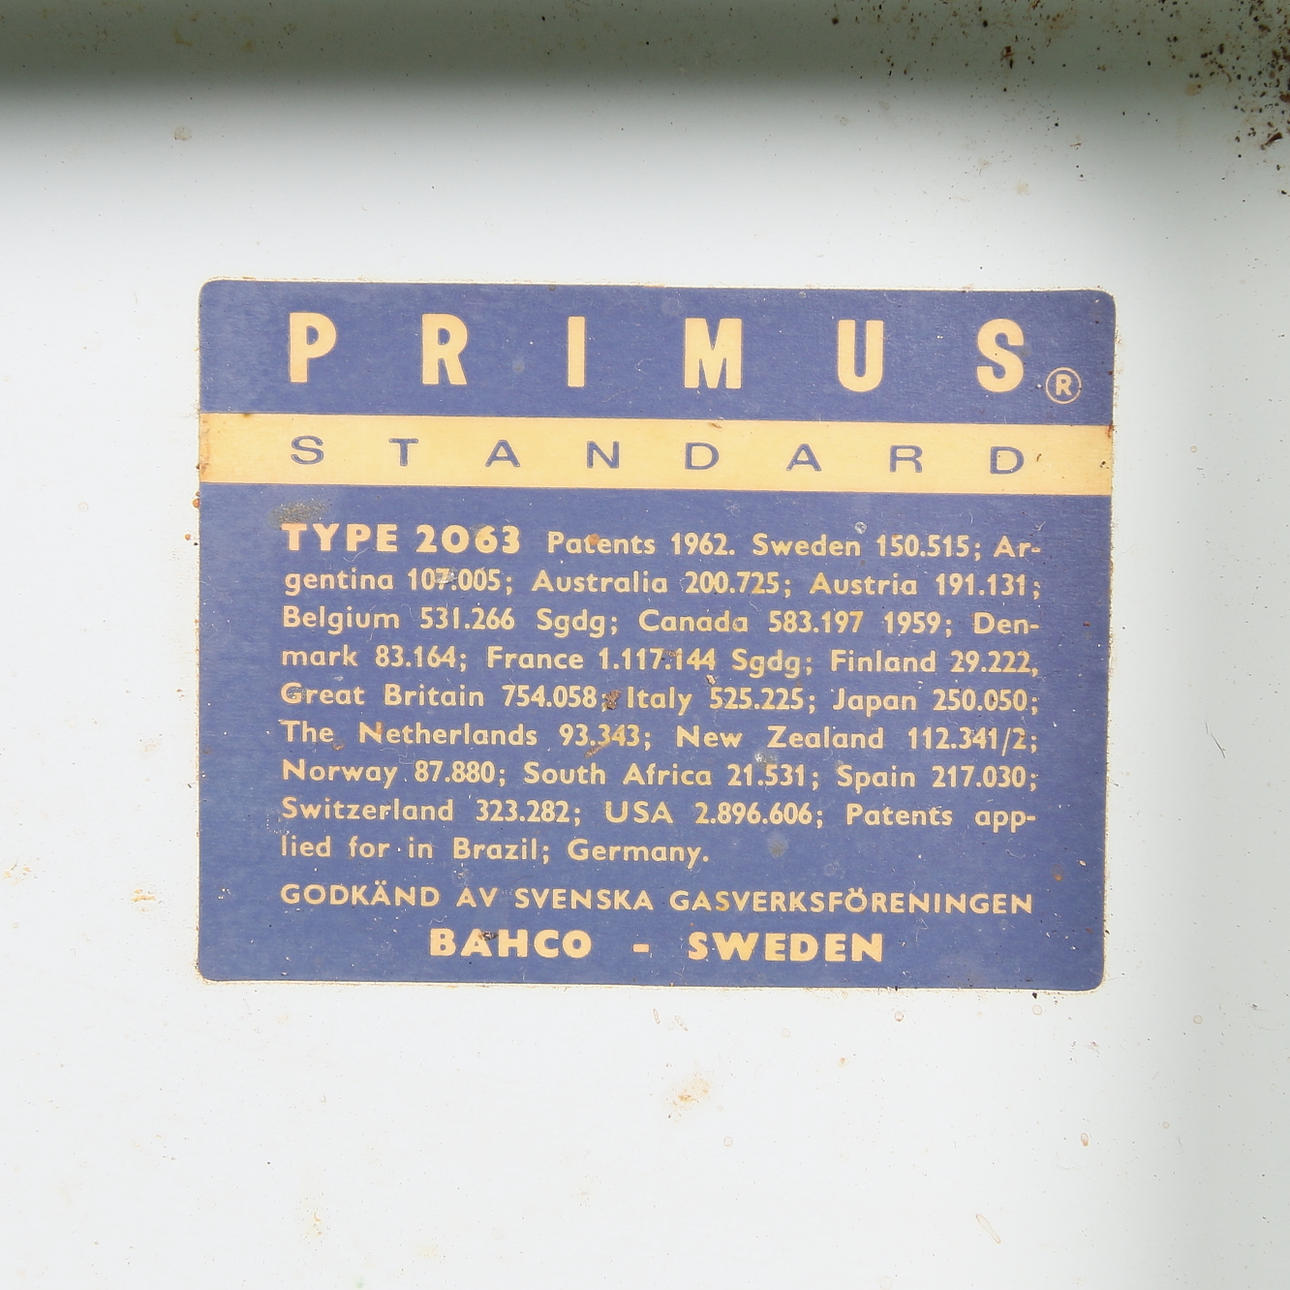 PRIMUS®
STANDARD
TYPE 2063 Patents 1962. Sweden 150.515; Ar-
gentina 107.005; Australia 200.725; Austria 191.131;
Belgium 531.266 Sgdg; Canada 583.197 1959; Den-
mark 83.164; France 1.117.144 Sgdg; Finland 29.222,
Great Britain 754.058; Italy 525.225; Japan 250.050;
The Netherlands 93.343; New Zealand 112.341/2;
Norway 87.880; South Africa 21.531; Spain 217.030;
Switzerland 323.282; USA 2.896.606; Patents app-
lied for in Brazil; Germany.
GODKÄND AV SVENSKA GASVERKSFÖRENINGEN
BAHCO - SWEDEN